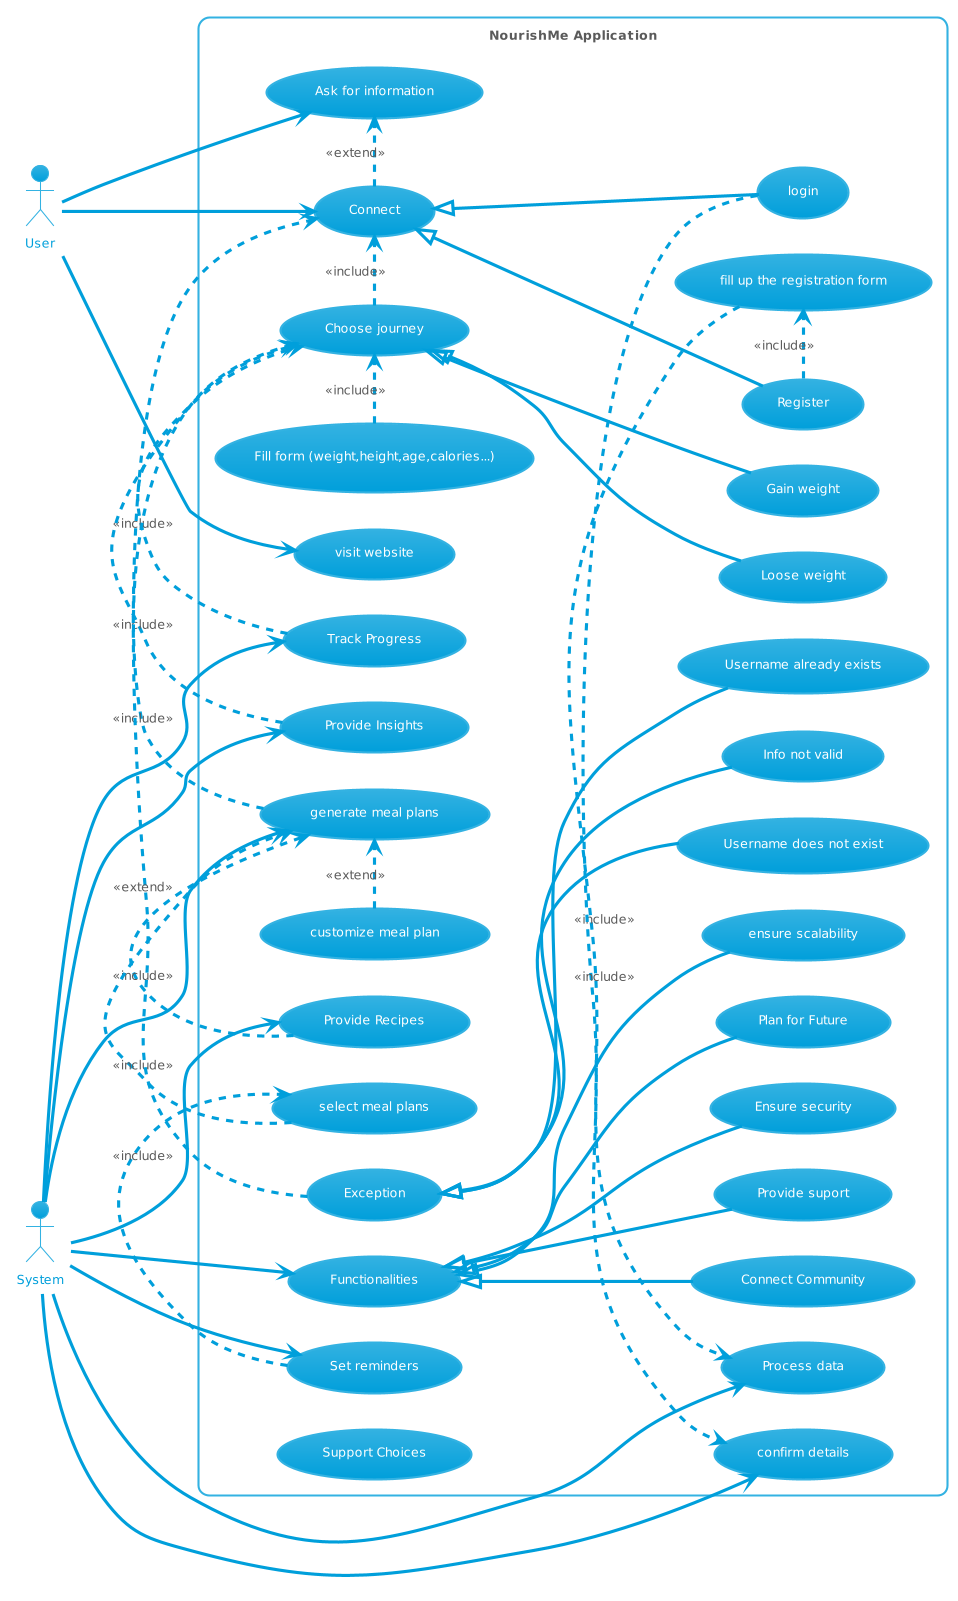 NourishMe Application
Ask for information
«extend»
login
Connect
User
«include»
fill up the registration form
Choose journey
«include»
«include»
Register
Fill form (weight,height,age,calories...)
Gain weight
«include»
visit website
Loose weight
«include»
Track Progress
Username already exists
«include»
Provide Insights
Info not valid
generate meal plans
Username does not exist
«extend»
«extend»
«include»
customize meal plan
ensure scalability
«include»
«include»
Provide Recipes
Plan for Future
«include»
select meal plans
Ensure security
«include»
Exception
Provide suport
System
Functionalities
Connect Community
Set reminders
Process data
Support Choices
confirm details